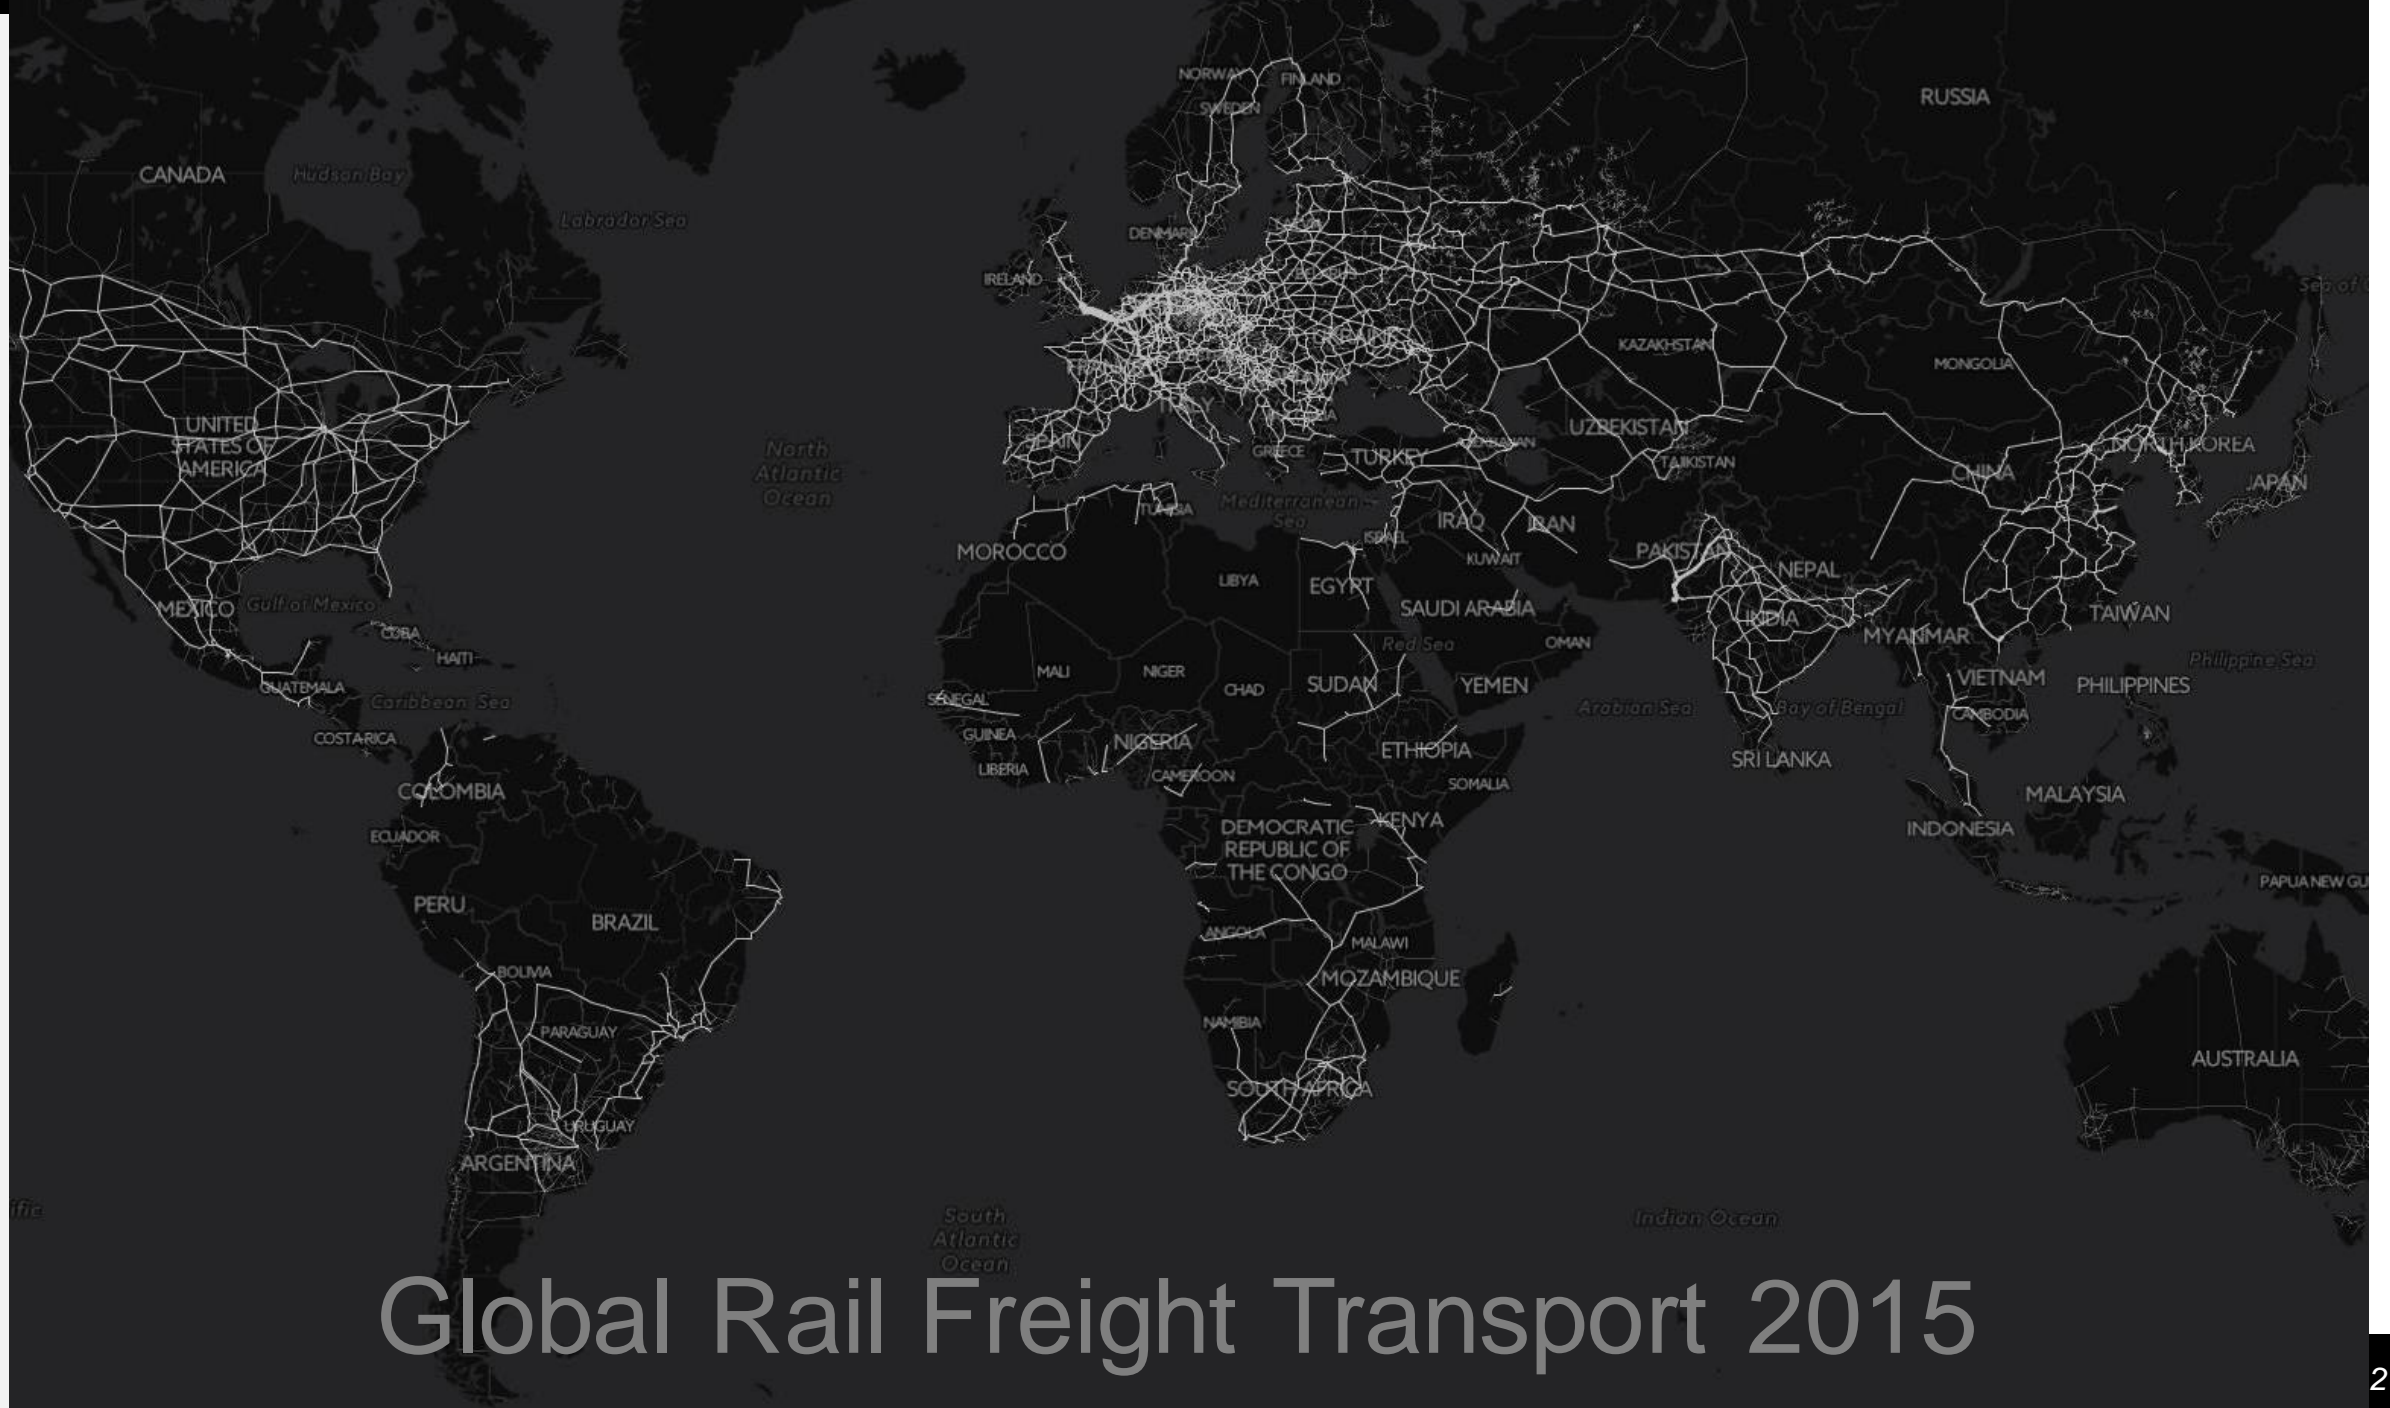 NORWAY
FINLAND
SWEDEN
RUSSIA
CANADA
Hudson Bay
Labrador Sea
DENMARK
IRELAND
BELARUS
Sea of
KAZAKHSTAN
MONGOLIA
UNITED
STATES OF
AMERICA
North
Atlantic
Ocean
SPAIN
ITALY
GREECE
TURKEY
UZBEKISTAN
TAJIKISTAN
CHINA
NORTH KOREA
JAPAN
TUNISIA
Mediterranean
Sea
ISRAEL
IRAQ
IRAN
KUWAIT
MOROCCO
LIBYA
EGYPT
PAKISTAN
NEPAL
SAUDI ARABIA
INDIA
TAIWAN
MEXICO
Gulf of Mexico
CUBA
HAITI
Red Sea
OMAN
MYANMAR
Philippine Sea
GUATEMALA
Caribbean Sea
MALI
NIGER
CHAD
SUDAN
YEMEN
Arabian Sea
Bay of Bengal
VIETNAM
PHILIPPINES
CAMBODIA
SENEGAL
COSTA RICA
GUINEA
NIGERIA
ETHIOPIA
SRI LANKA
LIBERIA
CAMEROON
SOMALIA
COLOMBIA
MALAYSIA
ECUADOR
DEMOCRATIC
REPUBLIC OF
THE CONGO
KENYA
INDONESIA
PAPUA NEW GU
PERU
BRAZIL
ANGOLA
MALAWI
BOLIVIA
MOZAMBIQUE
PARAGUAY
NAMIBIA
AUSTRALIA
SOUTH AFRICA
URUGUAY
ARGENTINA
ific
South
Atlantic
Ocean
Indian Ocean
Global Rail Freight Transport 2015
2